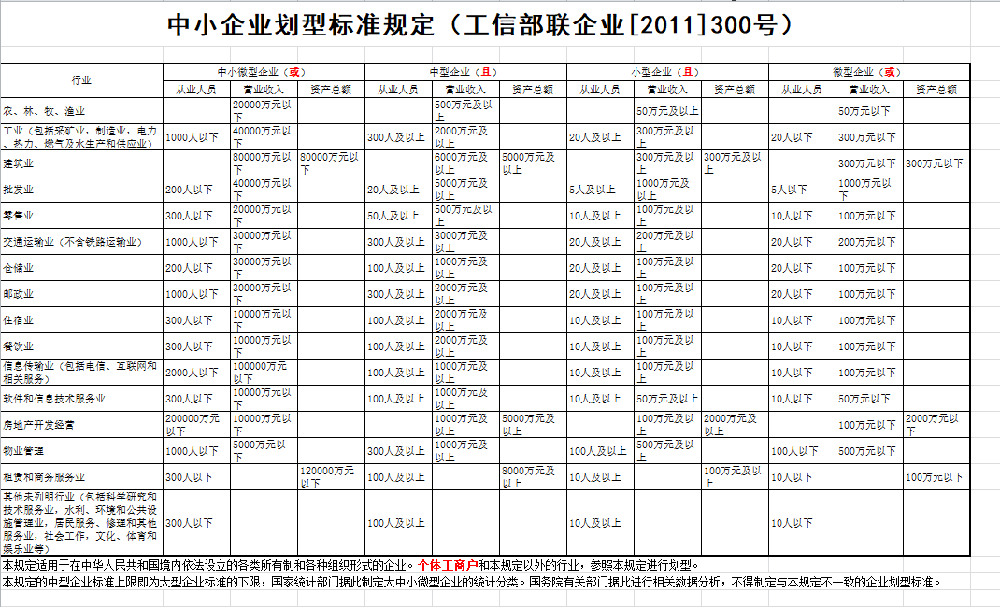 中小企业划型标准规定（工信部联企业[2011]300号）
行业 中小微型企业（或） 中型企业（且） 小型企业（且） 微型企业（或）
从业人员 营业收入 资产总额 从业人员 营业收入 资产总额 从业人员 营业收入 资产总额 从业人员 营业收入 资产总额
农、林、牧、渔业 20000万元以下 500万元及以上 50万元及以上 50万元以下
工业（包括采矿业，制造业，电力、热力、燃气及水生产和供应业） 1000人以下 40000万元以下 300人及以上 2000万元及以上 20人及以上 300万元及以上 20人以下 300万元以下
建筑业 80000万元以下 80000万元以下 6000万元及以上 5000万元及以上 300万元及以上 300万元及以上 300万元以下 300万元以下
批发业 200人以下 40000万元以下 20人及以上 5000万元及以上 5人及以上 1000万元及以上 5人以下 1000万元以下
零售业 300人以下 20000万元以下 50人及以上 500万元及以上 10人及以上 100万元及以上 10人以下 100万元以下
交通运输业（不含铁路运输业） 1000人以下 30000万元以下 300人及以上 3000万元及以上 20人及以上 200万元及以上 20人以下 200万元以下
仓储业 200人以下 30000万元以下 100人及以上 1000万元及以上 20人及以上 100万元及以上 20人以下 100万元以下
邮政业 1000人以下 30000万元以下 300人及以上 2000万元及以上 20人及以上 100万元及以上 20人以下 100万元以下
住宿业 300人以下 10000万元以下 100人及以上 2000万元及以上 10人及以上 100万元及以上 10人以下 100万元以下
餐饮业 300人以下 10000万元以下 100人及以上 2000万元及以上 10人及以上 100万元及以上 10人以下 100万元以下
信息传输业（包括电信、互联网和相关服务） 2000人以下 100000万元以下 100人及以上 1000万元及以上 10人及以上 100万元及以上 10人以下 100万元以下
软件和信息技术服务业 300人以下 10000万元以下 100人及以上 1000万元及以上 10人及以上 50万元及以上 10人以下 50万元以下
房地产开发经营 200000万元以下 10000万元以下 1000万元及以上 5000万元及以上 100万元及以上 2000万元及以上 100万元以下 2000万元以下
物业管理 1000人以下 5000万元以下 300人及以上 1000万元及以上 100人及以上 500万元及以上 100人以下 500万元以下
租赁和商务服务业 300人以下 120000万元以下 100人及以上 8000万元及以上 10人及以上 100万元及以上 10人以下 100万元以下
其他未列明行业（包括科学研究和技术服务业，水利、环境和公共设施管理业，居民服务、修理和其他服务业，社会工作，文化、体育和娱乐业等） 300人以下 100人及以上 10人及以上 10人以下
本规定适用于在中华人民共和国境内依法设立的各类所有制和各种组织形式的企业。个体工商户和本规定以外的行业，参照本规定进行划型。
本规定的中型企业标准上限即为大型企业标准的下限，国家统计部门据此制定大中小微型企业的统计分类。国务院有关部门据此进行相关数据分析，不得制定与本规定不一致的企业划型标准。